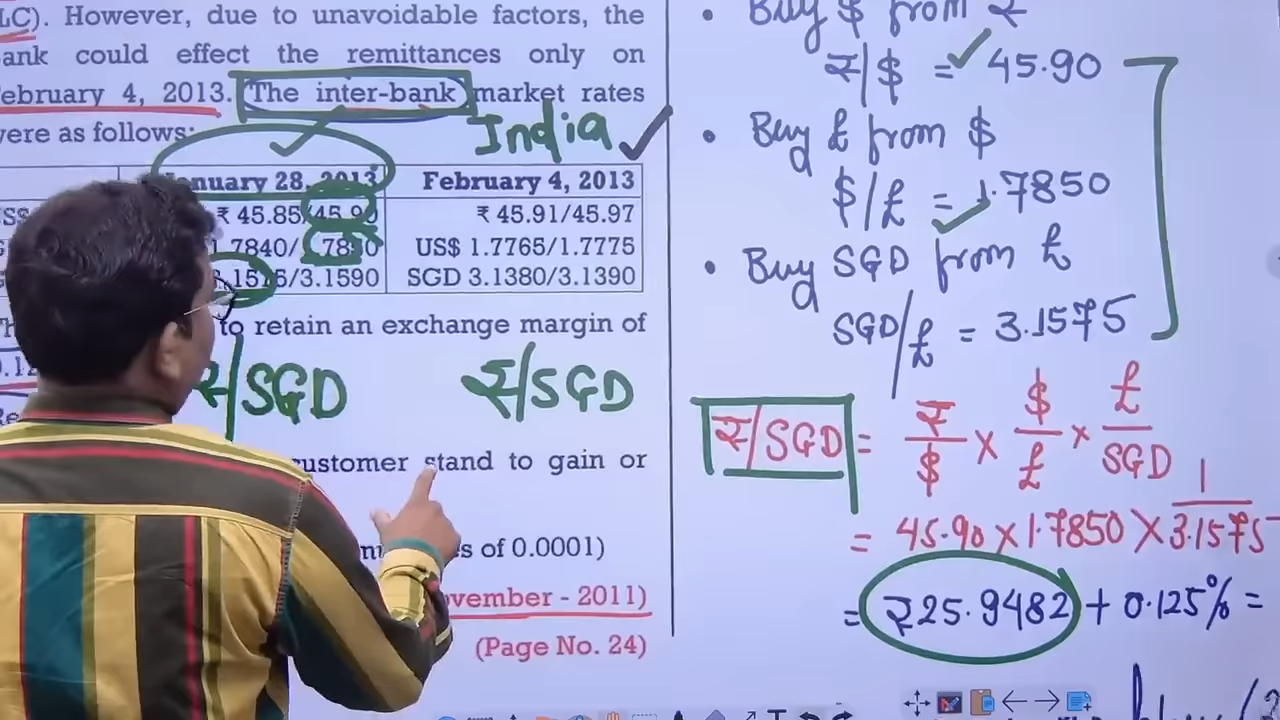 LC). However, due to unavoidable factors, the
ank could effect the remittances only on
ebruary 4, 2013. The inter-bank market rates
were as follows:
India
January 28, 2013 February 4, 2013
₹ 45.85/45.90 ₹ 45.91/45.97
1.7840/ US$ 1.7765/1.7775
/3.1590 SGD 3.1380/3.1390
to retain an exchange margin of
₹/SGD ₹/SGD
customer stand to gain or
s of 0.0001)
ovember - 2011)
(Page No. 24)
• Buy $ from ₹
₹/$ = 45.90
• Buy £ from $
$/£ = 1.7850
• Buy SGD from £
SGD/£ = 3.1575
₹/SGD = ₹/$ × $/£ × £/SGD
= 45.90 × 1.7850 × 1/3.1575
= ₹25.9482 + 0.125% =